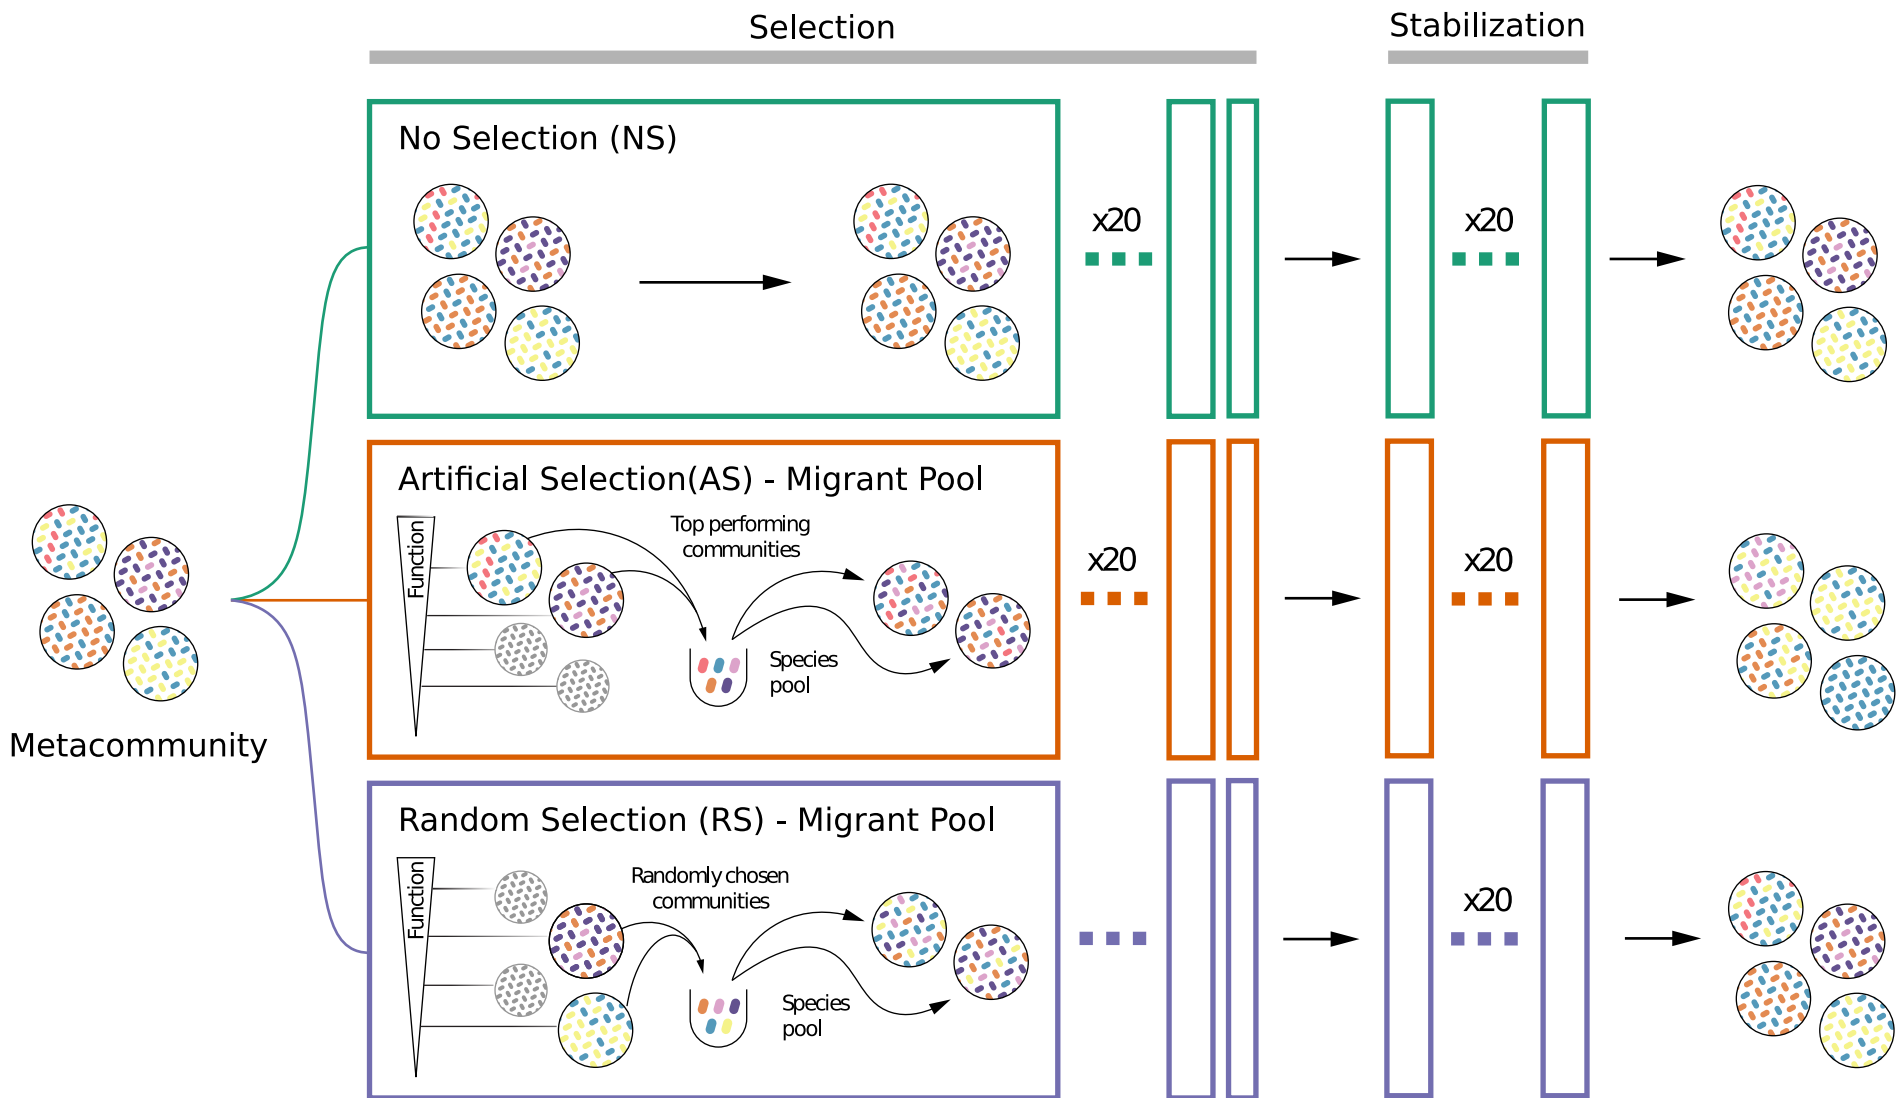 Selection
Stabilization
No Selection (NS)
x20
x20
Artificial Selection(AS) - Migrant Pool
Function
Top performing
communities
Species
pool
x20
x20
Metacommunity
Random Selection (RS) - Migrant Pool
Function
Randomly chosen
communities
Species
pool
x20